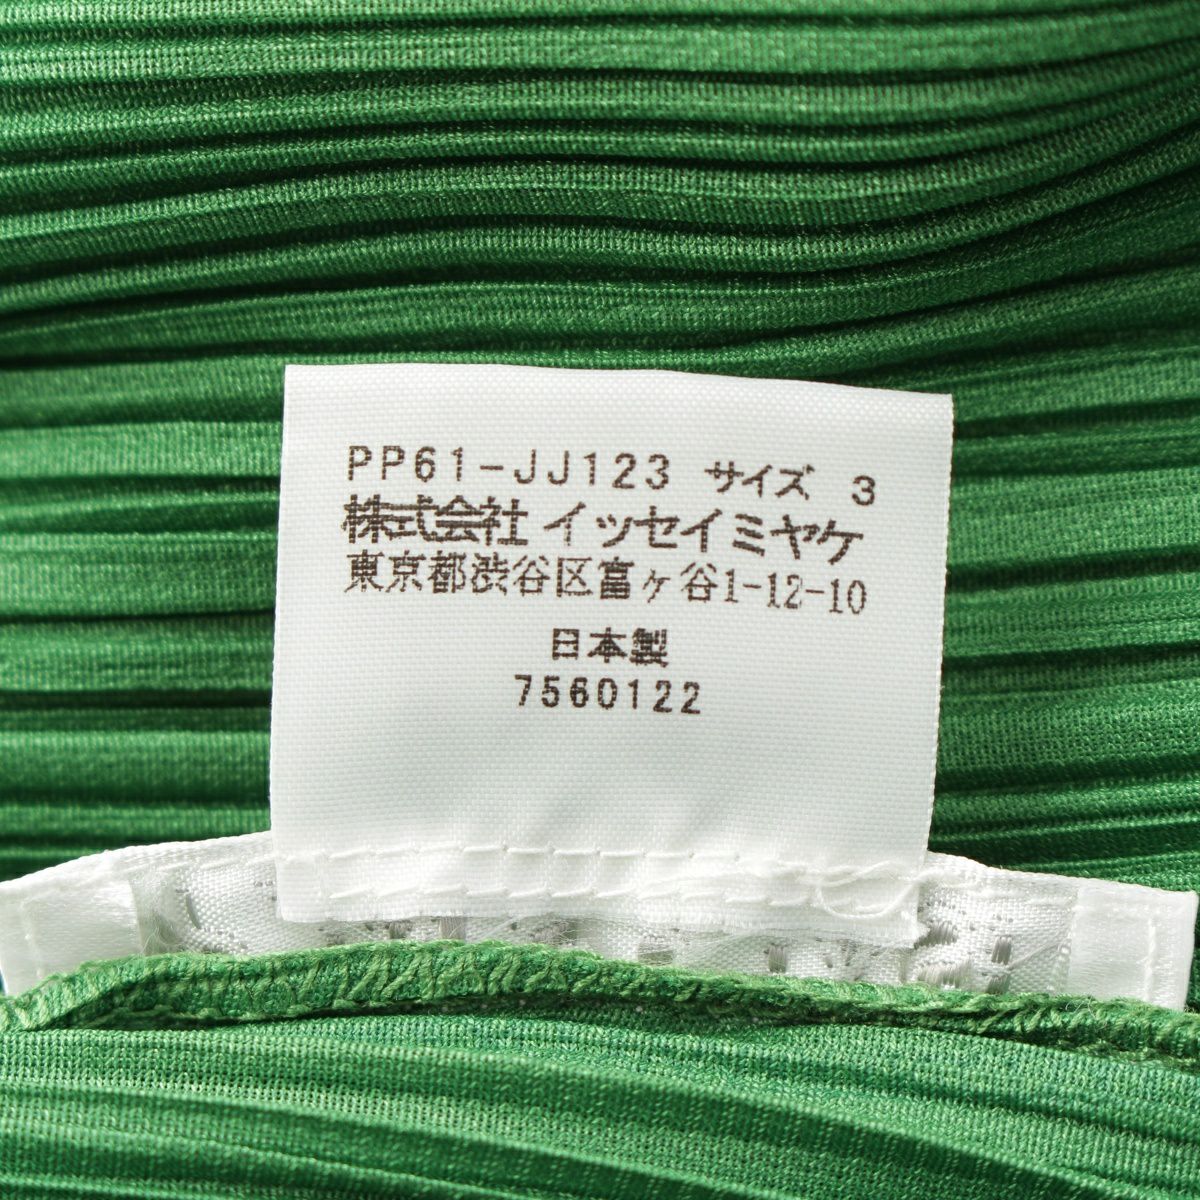 PP61-JJ123 サイズ 3
株式会社 イッセイミヤケ
東京都渋谷区富ヶ谷1-12-10
日本製
7560122